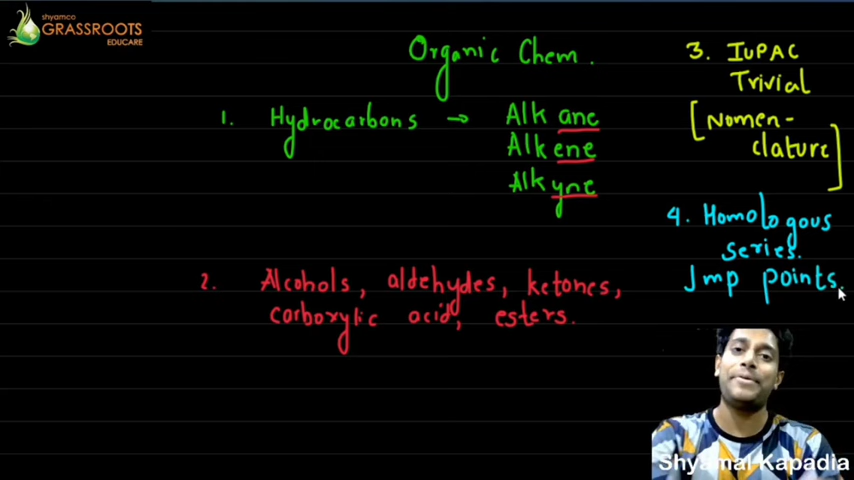 shyamco
GRASSROOTS
EDUCARE
Organic Chem.
1. Hydrocarbons → Alkane
Alkene
Alkyne
2. Alcohols, aldehydes, ketones,
carboxylic acid, esters.
3. IUPAC
Trivial
[Nomen-
clature]
4. Homologous
series.
Imp points.
Shyamal Kapadia